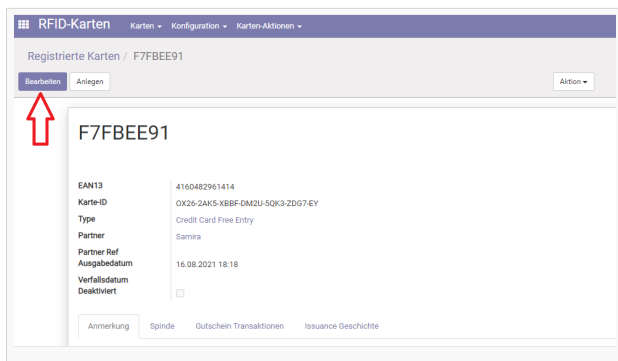 RFID-Karten Karten Konfiguration Karten-Aktionen
Registrierte Karten / F7FBEE91
Bearbeiten Anlegen Aktion
F7FBEE91
EAN13 4160482961414
Karte-ID OX26-2AK5-XBBF-DM2U-5QK3-ZDG7-EY
Type Credit Card Free Entry
Partner Samira
Partner Ref
Ausgabedatum 16.08.2021 18:18
Verfallsdatum
Deaktiviert
Anmerkung Spinde Gutschein Transaktionen Issuance Geschichte